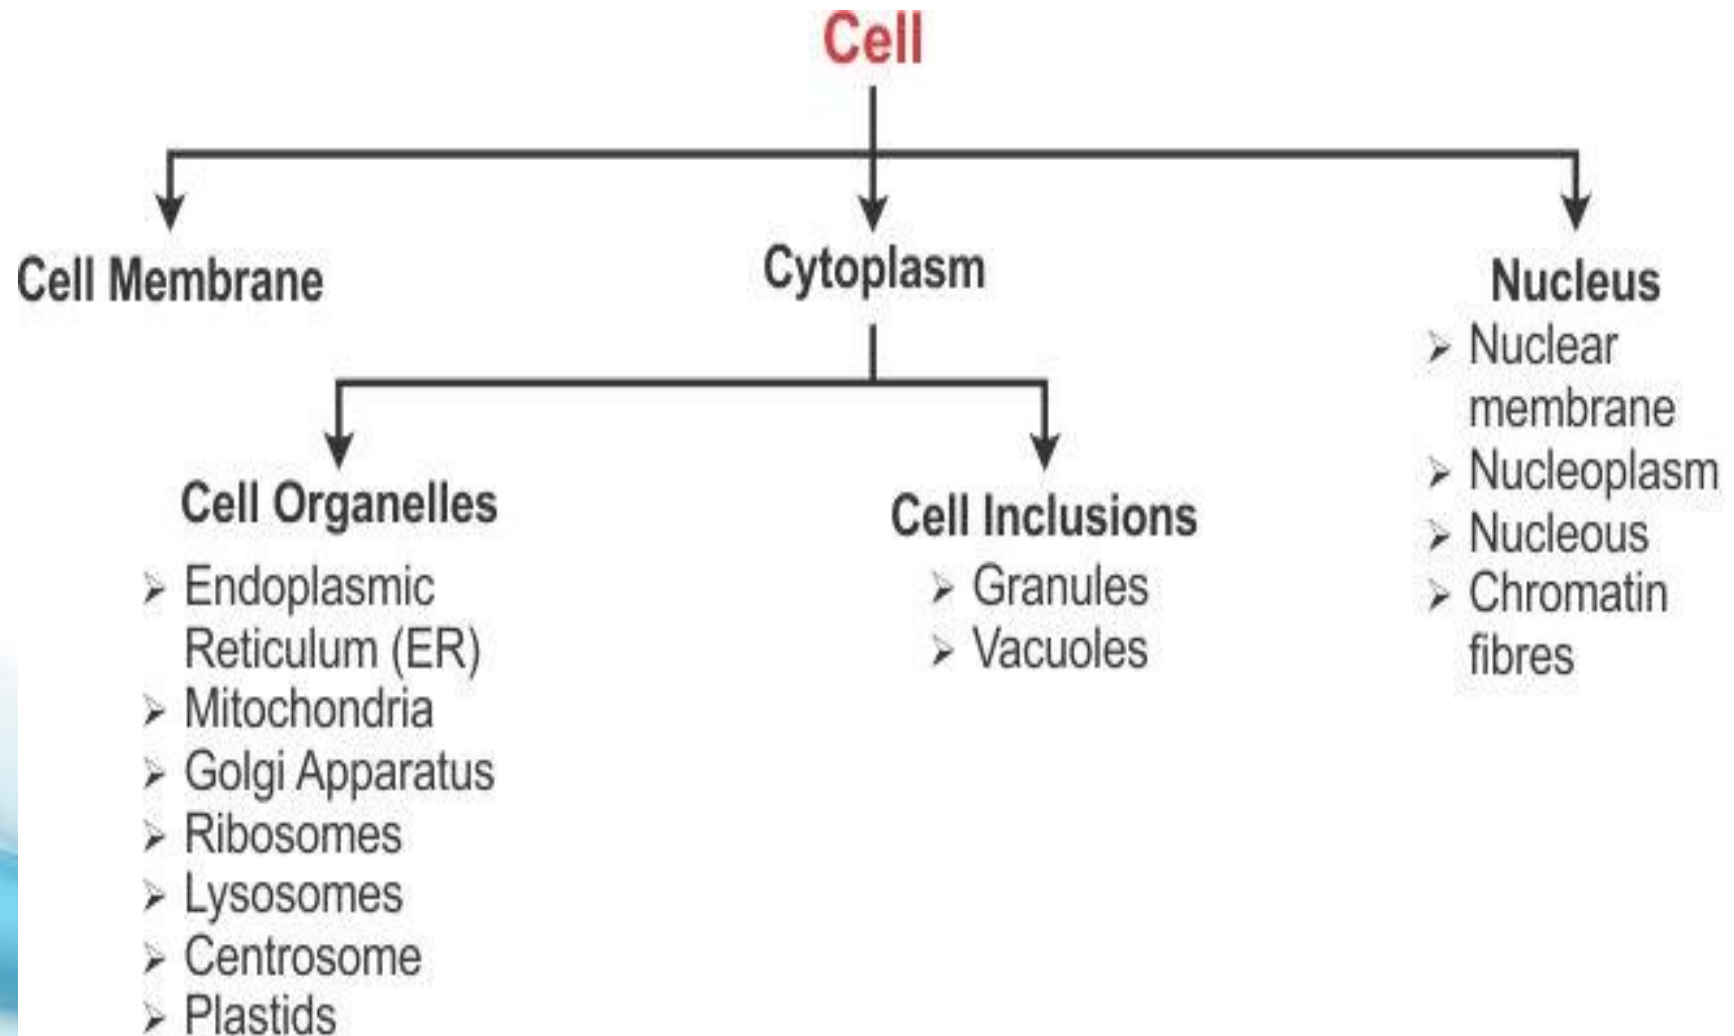 Cell
Cell Membrane
Cytoplasm
Nucleus
➢ Nuclear
membrane
➢ Nucleoplasm
➢ Nucleous
➢ Chromatin
fibres
Cell Organelles
➢ Endoplasmic
Reticulum (ER)
➢ Mitochondria
➢ Golgi Apparatus
➢ Ribosomes
➢ Lysosomes
➢ Centrosome
➢ Plastids
Cell Inclusions
➢ Granules
➢ Vacuoles